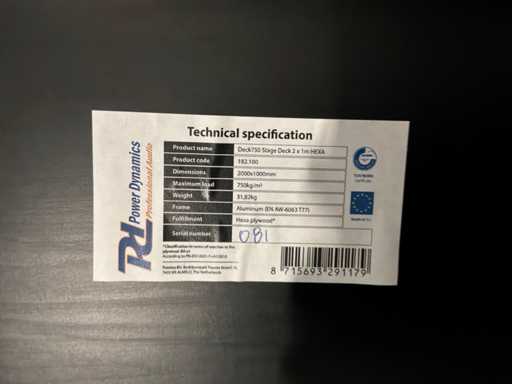 Power Dynamics
Professional Audio
Technical specification
Product name Deck750 Stage Deck 2 x 1m HEXA
Product code 182.100
Dimensions 2000x1000mm
Maximum load 750kg/m²
Weight 31,82kg
Frame Aluminum (EN AW-6063 T77)
Fulfillment Hexa plywood*
Serial number 081
8 715693 291179